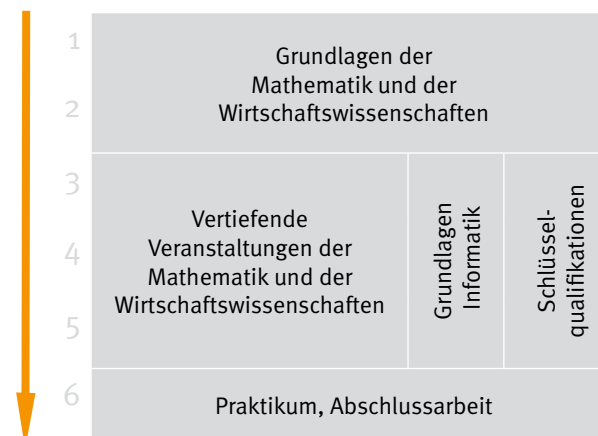 1
2
Grundlagen der
Mathematik und der
Wirtschaftswissenschaften
3
4
5
Vertiefende
Veranstaltungen der
Mathematik und der
Wirtschaftswissenschaften
Grundlagen
Informatik
Schlüssel-
qualifikationen
6
Praktikum, Abschlussarbeit